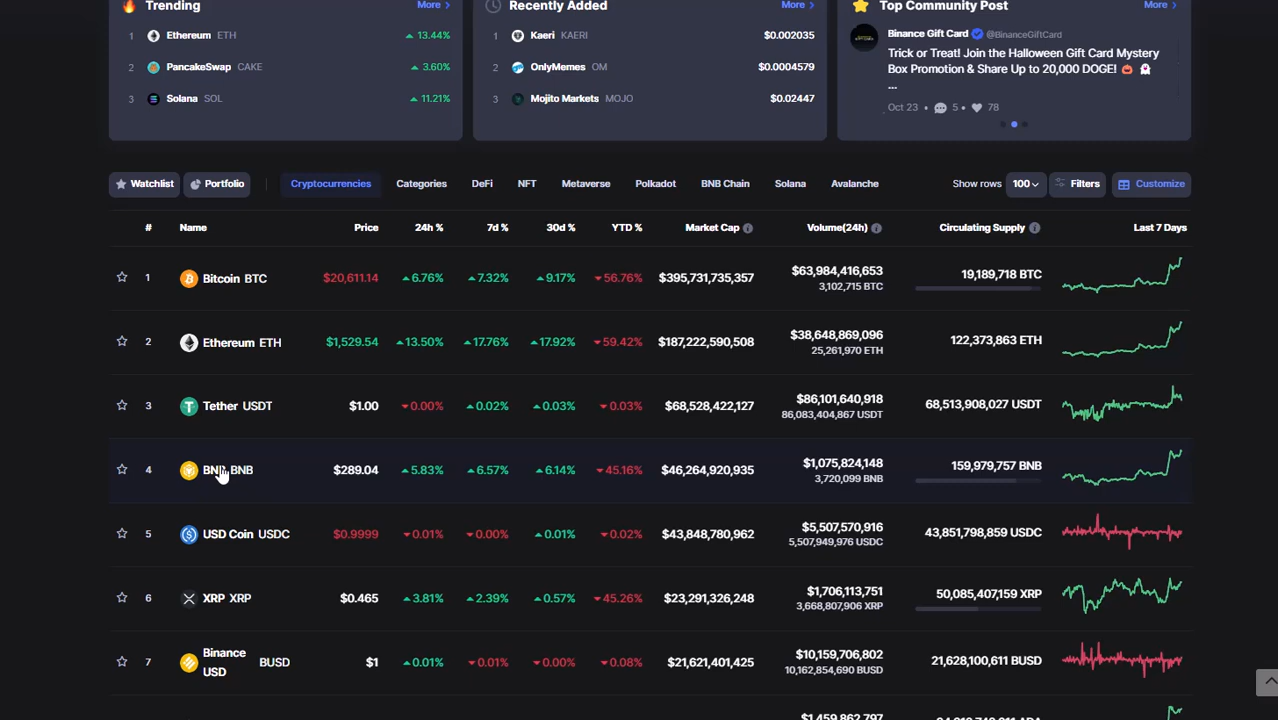 Trending More >
1 Ethereum ETH 13.44%
2 PancakeSwap CAKE 3.60%
3 Solana SOL 11.21%
Recently Added More >
1 Kaeri KAERI $0.002035
2 OnlyMemes OM $0.0004579
3 Mojito Markets MOJO $0.02447
Top Community Post More >
Binance Gift Card @BinanceGiftCard
Trick or Treat! Join the Halloween Gift Card Mystery
Box Promotion & Share Up to 20,000 DOGE!
...
Oct 23 • 5 • 78
Watchlist Portfolio Cryptocurrencies Categories DeFi NFT Metaverse Polkadot BNB Chain Solana Avalanche Show rows 100 Filters Customize
# Name Price 24h % 7d % 30d % YTD % Market Cap Volume(24h) Circulating Supply Last 7 Days
1 Bitcoin BTC $20,611.14 6.76% 7.32% 9.17% 56.76% $395,731,735,357 $63,984,416,653 19,189,718 BTC
3,102,715 BTC
2 Ethereum ETH $1,529.54 13.50% 17.76% 17.92% 59.42% $187,222,590,508 $38,648,869,096 122,373,863 ETH
25,261,970 ETH
3 Tether USDT $1.00 0.00% 0.02% 0.03% 0.03% $68,528,422,127 $86,101,640,918 68,513,908,027 USDT
86,083,404,867 USDT
4 BNB BNB $289.04 5.83% 6.57% 6.14% 45.16% $46,264,920,935 $1,075,824,148 159,979,757 BNB
3,720,099 BNB
5 USD Coin USDC $0.9999 0.01% 0.00% 0.01% 0.02% $43,848,780,962 $5,507,570,916 43,851,798,859 USDC
5,507,949,976 USDC
6 XRP XRP $0.465 3.81% 2.39% 0.57% 45.26% $23,291,326,248 $1,706,113,751 50,085,407,159 XRP
3,668,807,906 XRP
7 Binance USD BUSD $1 0.01% 0.01% 0.00% 0.08% $21,621,401,425 $10,159,706,802 21,628,100,611 BUSD
10,162,854,690 BUSD